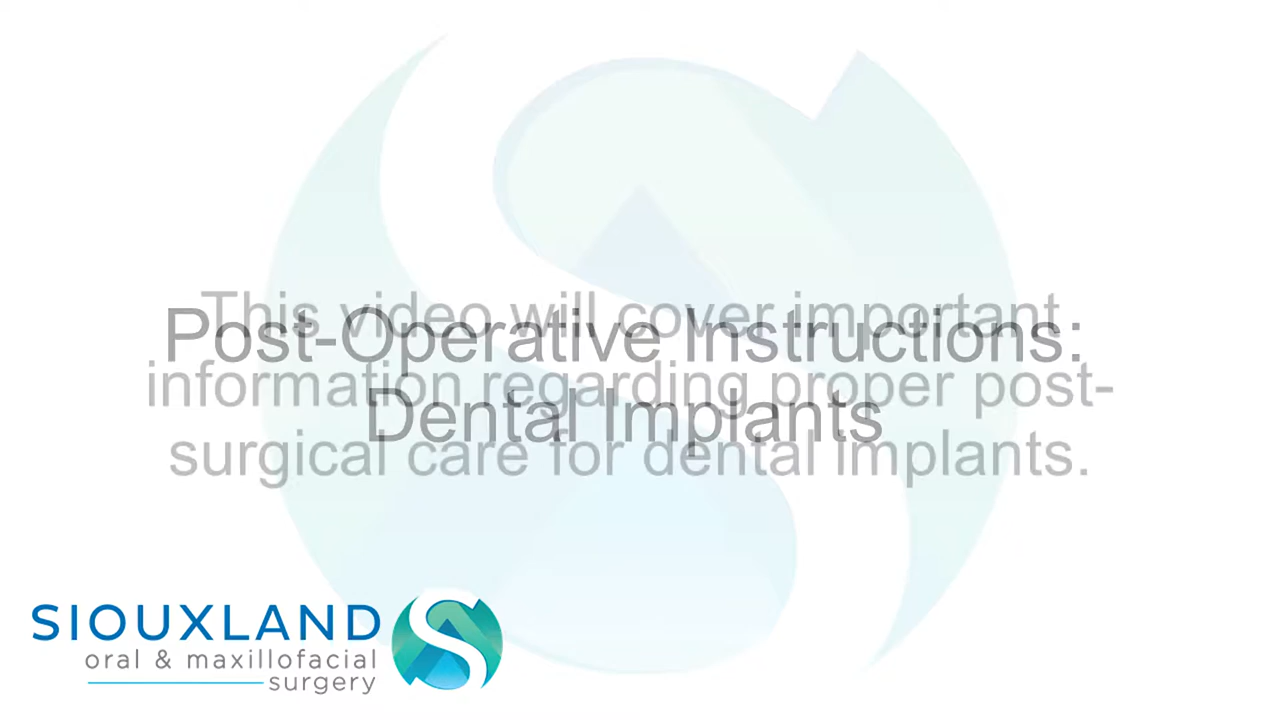 Post-Operative Instructions:
Dental Implants
This video will cover important
information regarding proper post-
surgical care for dental implants.
SIOUXLAND
oral & maxillofacial
surgery